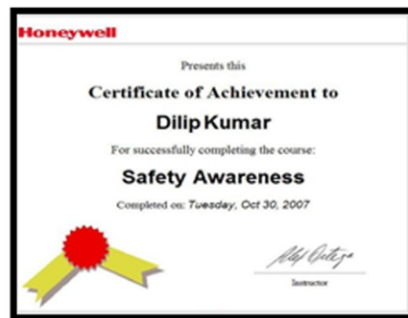 Honeywell
Presents this
Certificate of Achievement to
Dilip Kumar
For successfully completing the course:
Safety Awareness
Completed on: Tuesday, Oct 30, 2007
Instructor